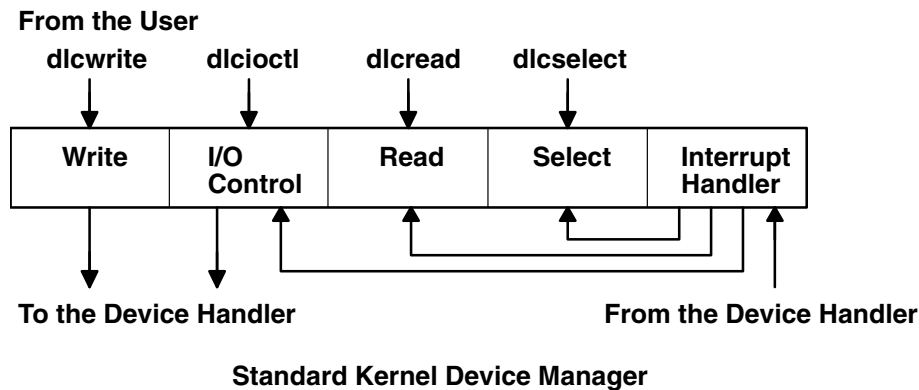 From the User
dlcwrite dlcioctl dlcread dlcselect
Write I/O Control Read Select Interrupt Handler
To the Device Handler From the Device Handler
Standard Kernel Device Manager